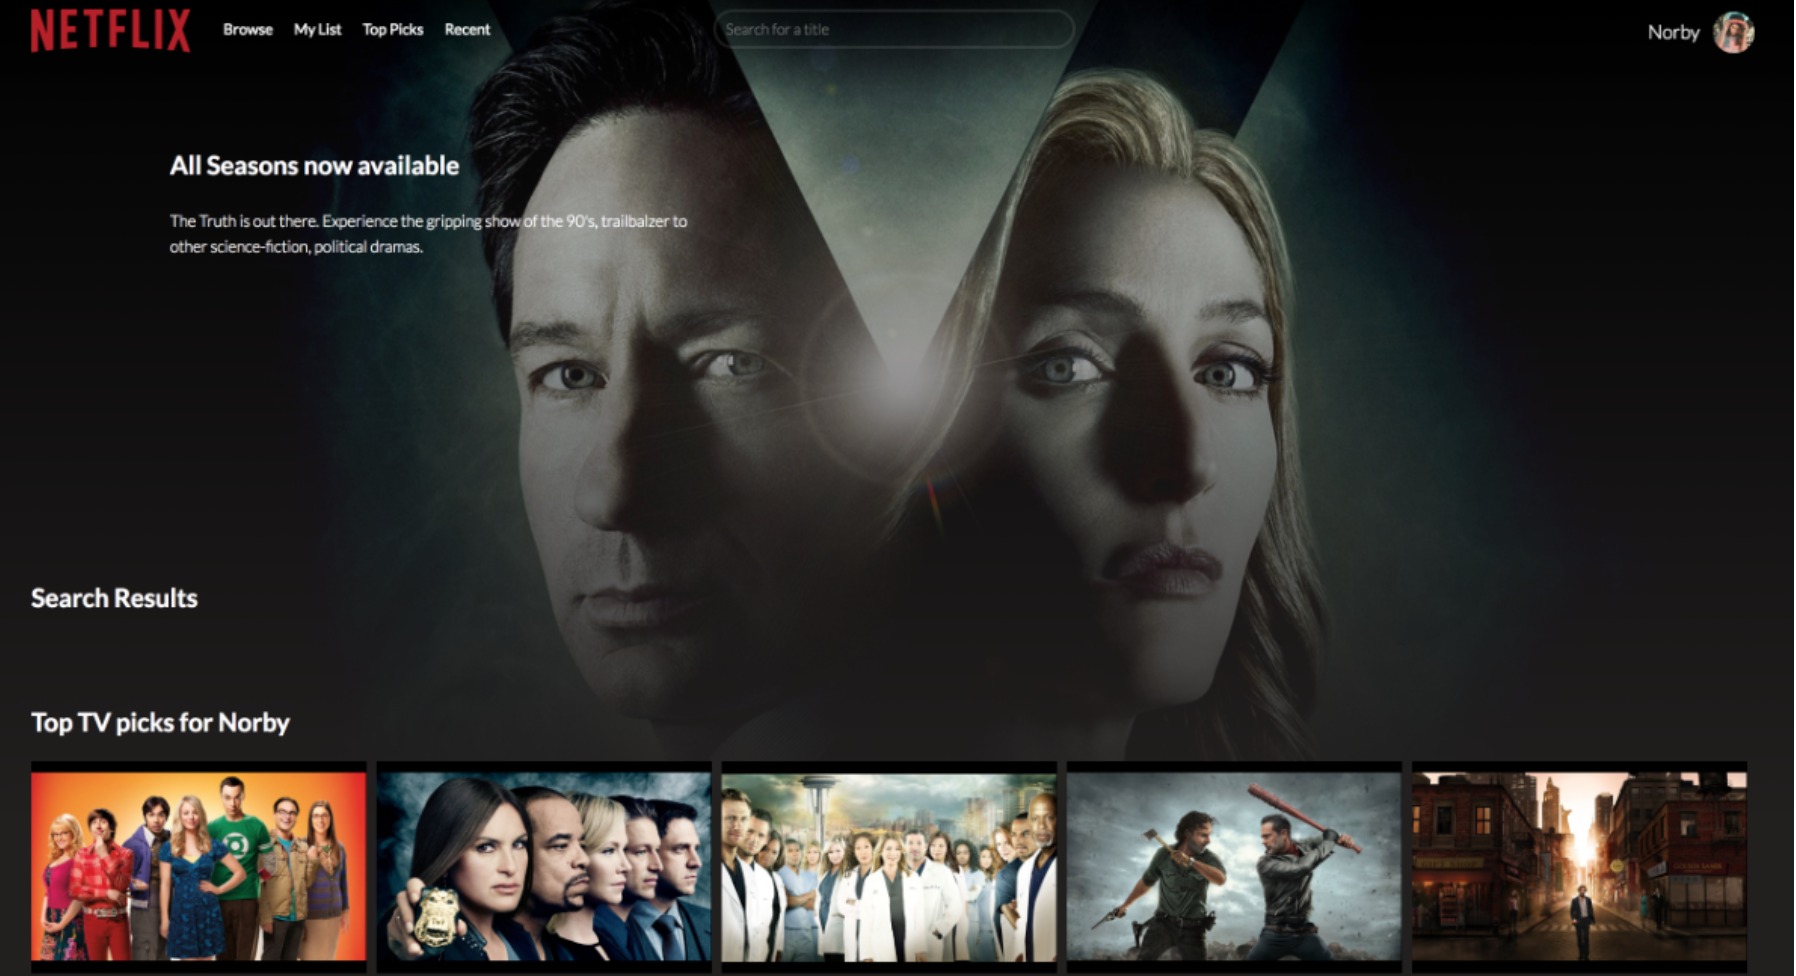 NETFLIX
Browse
My List
Top Picks
Recent
Search for a title
Norby
All Seasons now available
The Truth is out there. Experience the gripping show of the 90's, trailbalzer to
other science-fiction, political dramas.
Search Results
Top TV picks for Norby